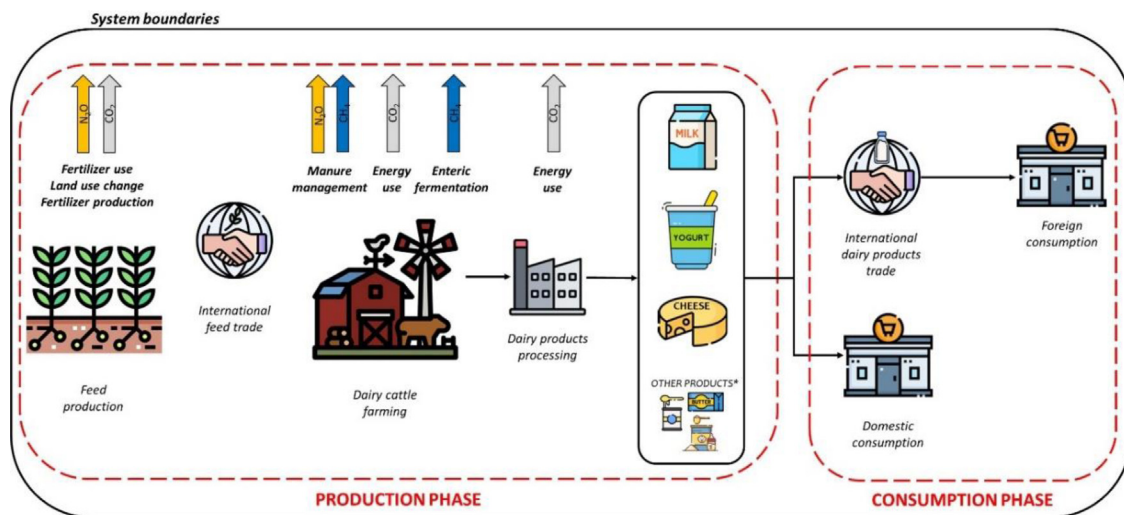 System boundaries
N₂O
CO₂
N₂O
CH₄
CO₂
CH₄
CO₂
Fertilizer use
Land use change
Fertilizer production
Manure
management
Energy
use
Enteric
fermentation
Energy
use
MILK
YOGURT
CHEESE
OTHER PRODUCTS*
BUTTER
Feed
production
International
feed trade
Dairy cattle
farming
Dairy products
processing
International
dairy products
trade
Foreign
consumption
Domestic
consumption
PRODUCTION PHASE
CONSUMPTION PHASE